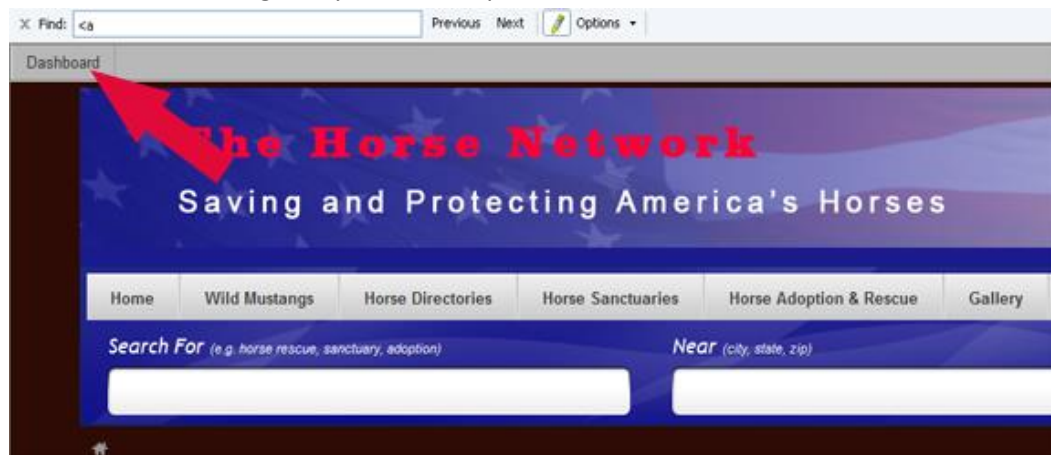 X Find: <a Previous Next Options
Dashboard
The Horse Network
Saving and Protecting America's Horses
Home Wild Mustangs Horse Directories Horse Sanctuaries Horse Adoption & Rescue Gallery
Search For (e.g. horse rescue, sanctuary, adoption) Near (city, state, zip)